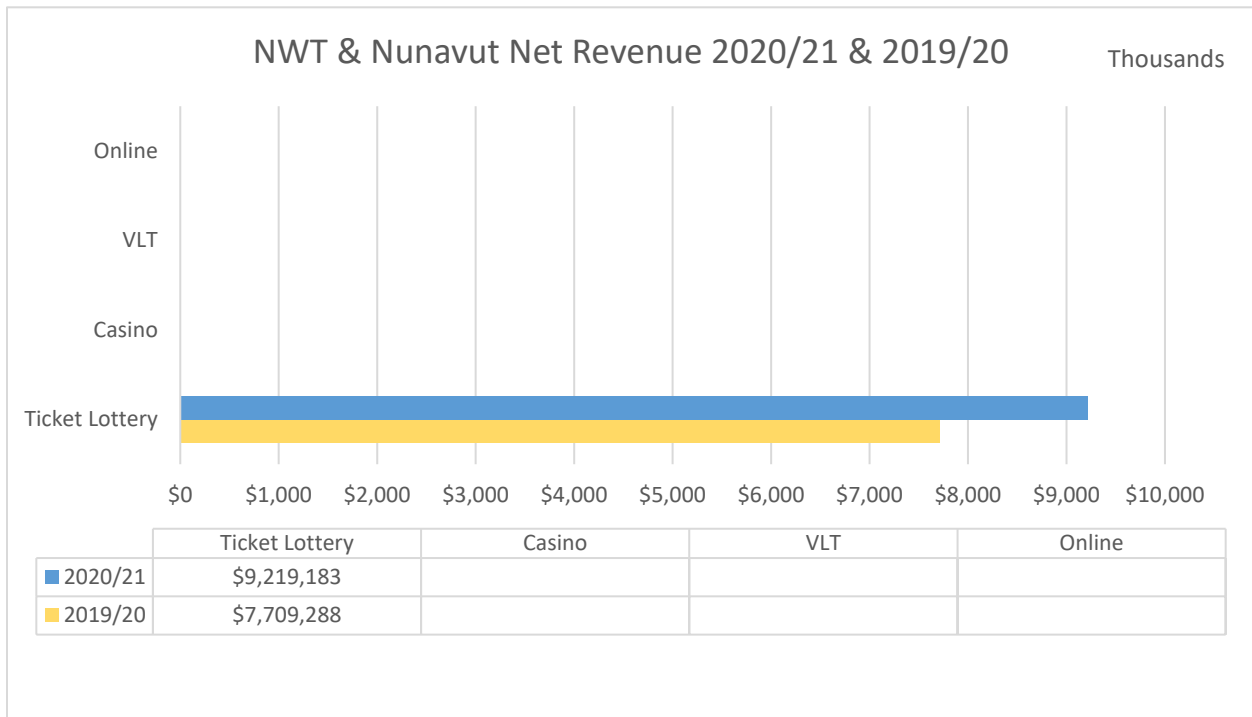 NWT & Nunavut Net Revenue 2020/21 & 2019/20
Thousands
Online
VLT
Casino
Ticket Lottery
$0 $1,000 $2,000 $3,000 $4,000 $5,000 $6,000 $7,000 $8,000 $9,000 $10,000
Ticket Lottery Casino VLT Online
2020/21 $9,219,183
2019/20 $7,709,288